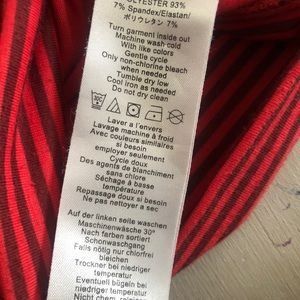 POLYESTER 93%
7% Spandex/Elastan/
ポリウレタン 7%
Turn garment inside out
Machine wash cold
With like colors
Gentle cycle
Only non-chlorine bleach
when needed
Tumble dry low
Cool iron as needed
Do not dry clean
Laver a l'envers
Lavage machine à froid
Avec couleurs similaires
si besoin
employer seulement
Cycle doux
Des agents de blanchiment
sans chlore
Séchage à basse
température
Repassage doux si besoin
Ne pas nettoyer a sec
Auf der linken seite waschen
Maschinenwäsche 30°
Nach farben sortiert
Schonwaschgang
Falls nötig nur chlorfrei
bleichen
Trockner bei niedriger
temperatur
Eventuell bügeln bei
niedriger temperatur
Nicht chem. reinigen